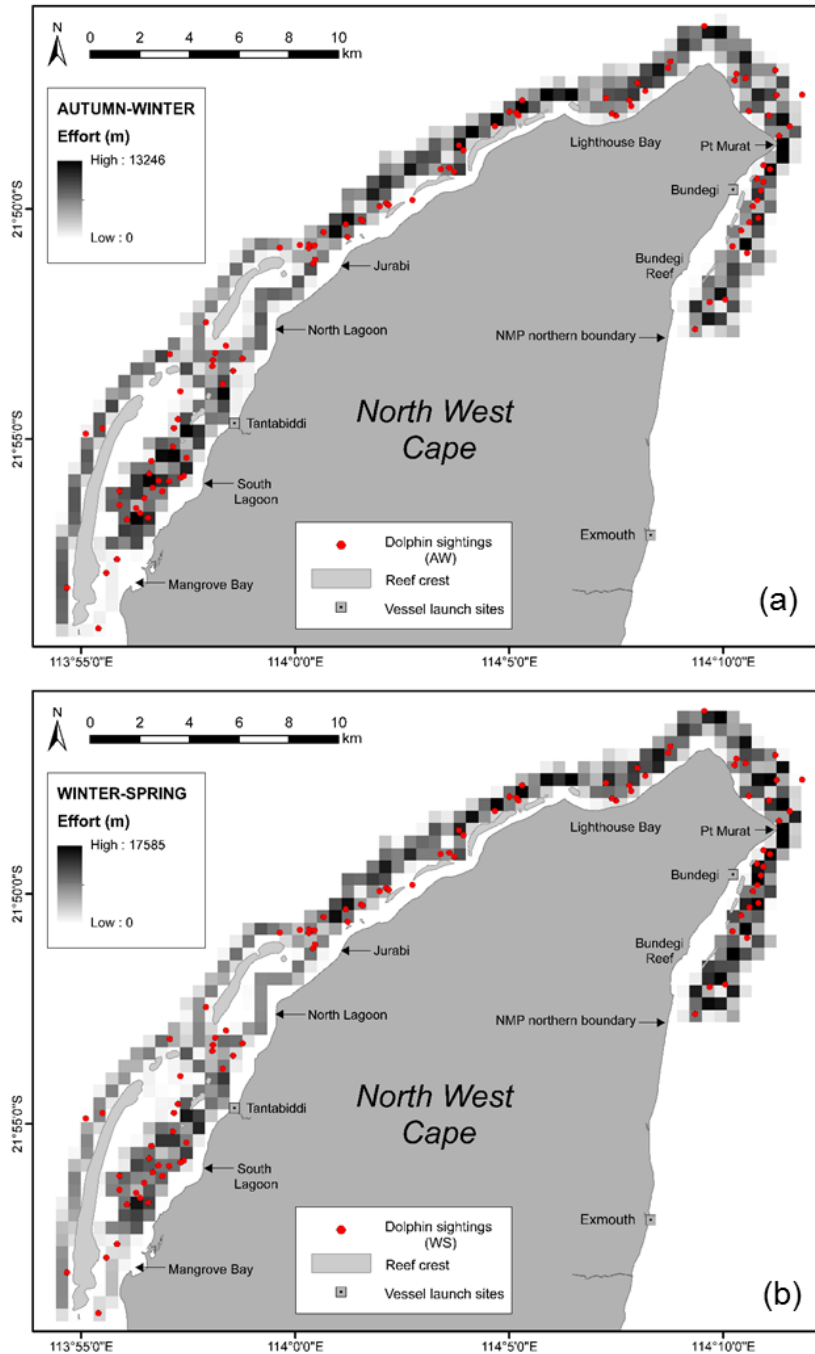 N
0 2 4 6 8 10
km
AUTUMN-WINTER
Effort (m)
High : 13246
Low : 0
Lighthouse Bay
Pt Murat
Bundegi
21°50'0"S
Jurabi
Bundegi
Reef
North Lagoon
NMP northern boundary
North West
Cape
Tantabiddi
21°55'0"S
South
Lagoon
Exmouth
Dolphin sightings
(AW)
Reef crest
Mangrove Bay
Vessel launch sites
(a)
113°55'0"E 114°0'0"E 114°5'0"E 114°10'0"E
N
0 2 4 6 8 10
km
WINTER-SPRING
Effort (m)
High : 17585
Low : 0
Lighthouse Bay
Pt Murat
Bundegi
21°50'0"S
Jurabi
Bundegi
Reef
North Lagoon
NMP northern boundary
North West
Cape
Tantabiddi
21°55'0"S
South
Lagoon
Exmouth
Dolphin sightings
(WS)
Reef crest
Mangrove Bay
Vessel launch sites
(b)
113°55'0"E 114°0'0"E 114°5'0"E 114°10'0"E